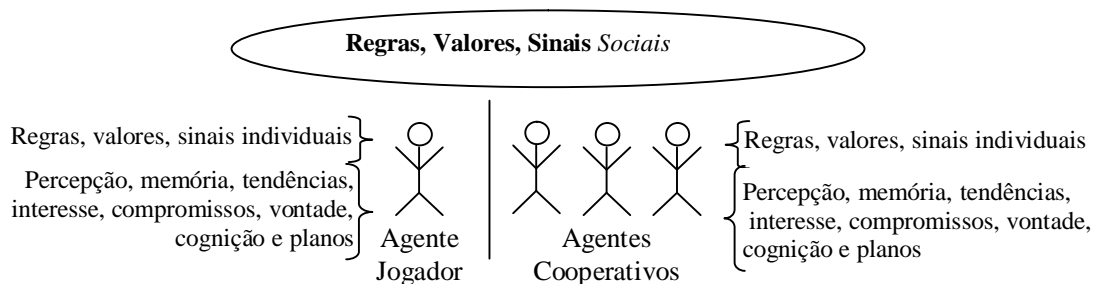 Regras, Valores, Sinais Sociais
Regras, valores, sinais individuais
Percepção, memória, tendências,
interesse, compromissos, vontade,
cognição e planos
Agente
Jogador
Agentes
Cooperativos
Regras, valores, sinais individuais
Percepção, memória, tendências,
interesse, compromissos, vontade,
cognição e planos